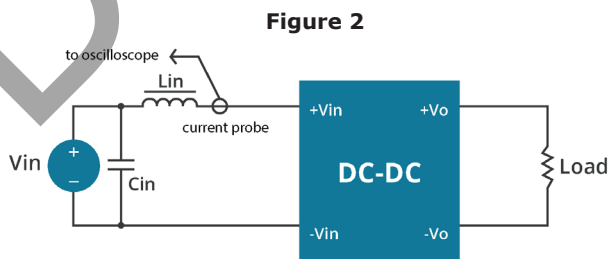 Figure 2
to oscilloscope
Lin
current probe
+Vin
+Vo
Vin
+
−
Cin
DC-DC
Load
-Vin
-Vo